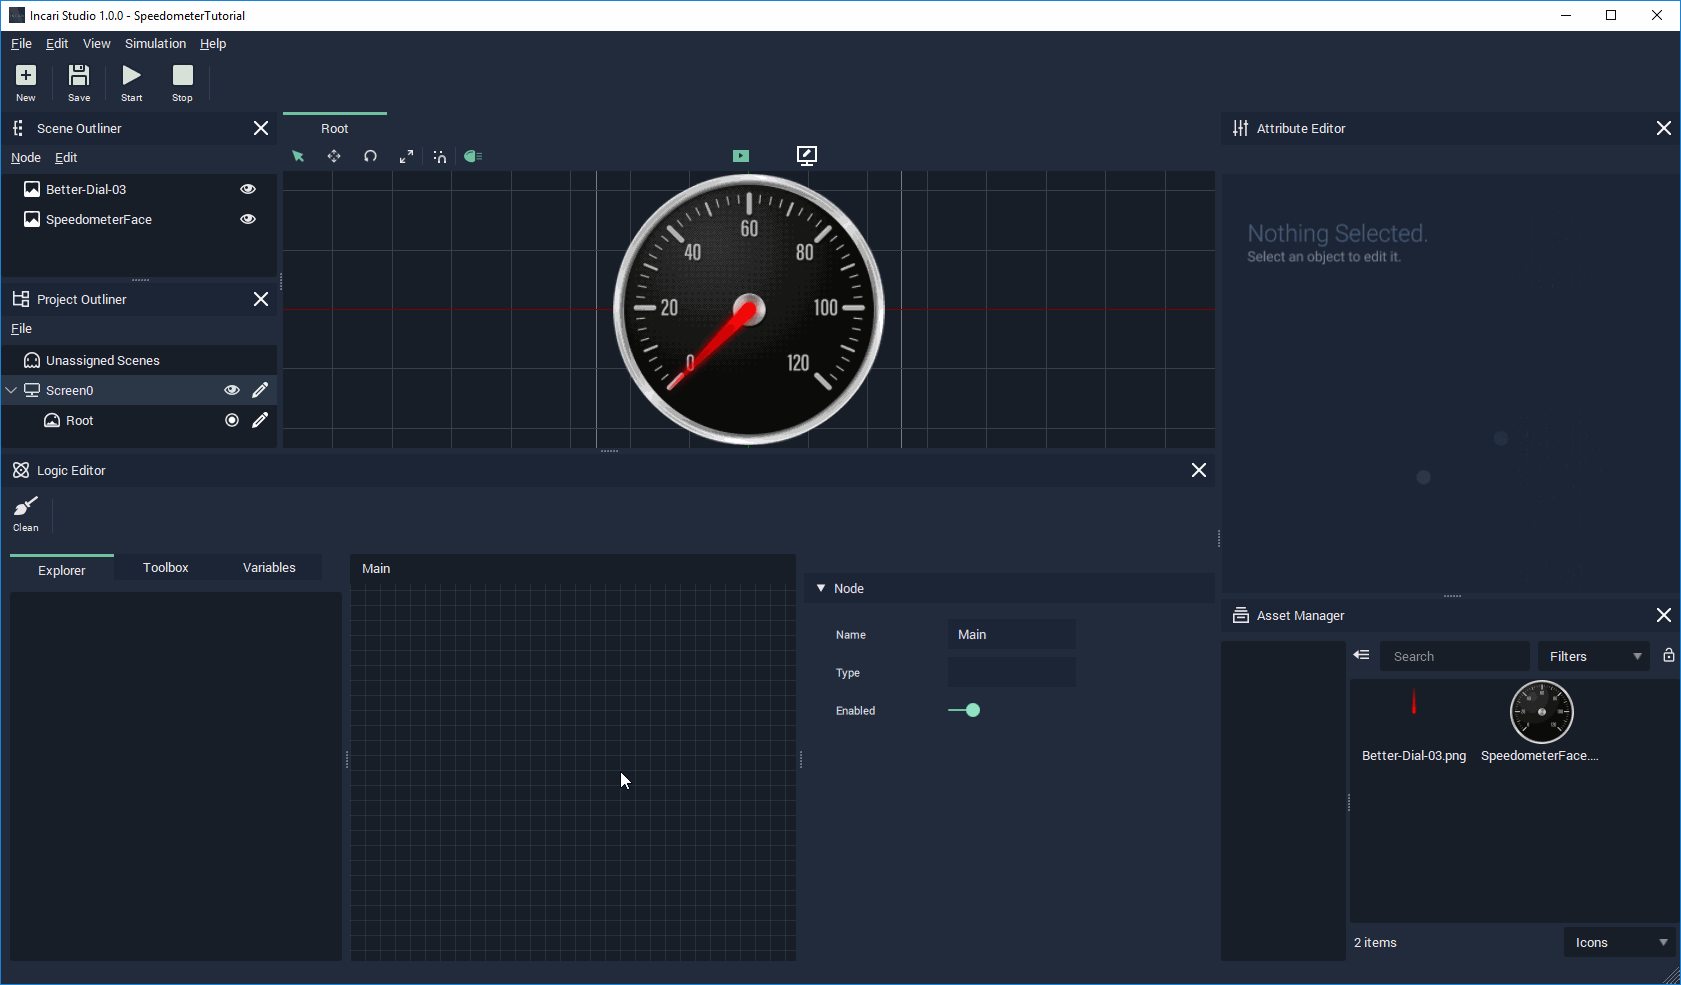 Incari Studio 1.0.0 - SpeedometerTutorial
File Edit View Simulation Help
New Save Start Stop
Scene Outliner
Node Edit
Better-Dial-03
SpeedometerFace
Project Outliner
File
Unassigned Scenes
Screen0
Root
Root
0
20
40
60
80
100
120
Attribute Editor
Nothing Selected.
Select an object to edit it.
Logic Editor
Clean
Explorer Toolbox Variables
Main
Node
Name Main
Type
Enabled
Asset Manager
Search Filters
Better-Dial-03.png SpeedometerFace....
2 items Icons